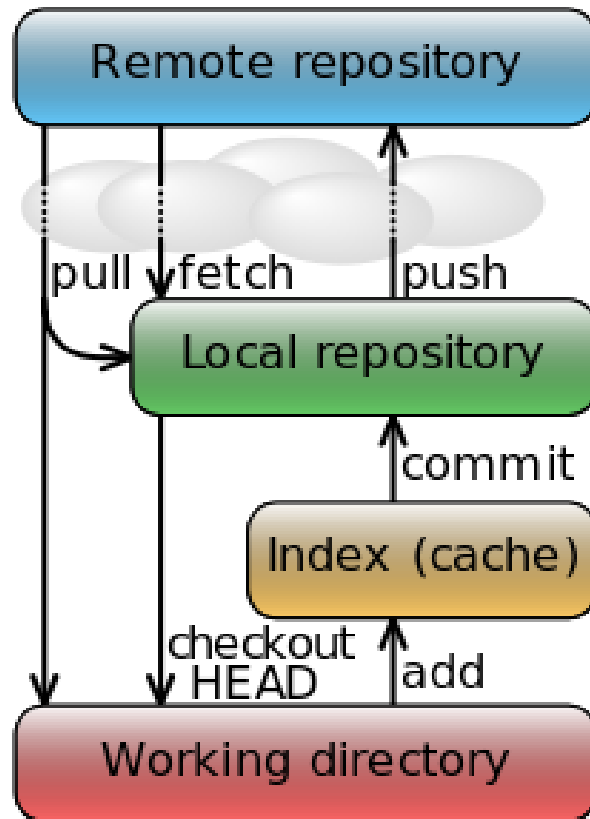 Remote repository
pull fetch push
Local repository
commit
Index (cache)
checkout
HEAD
add
Working directory